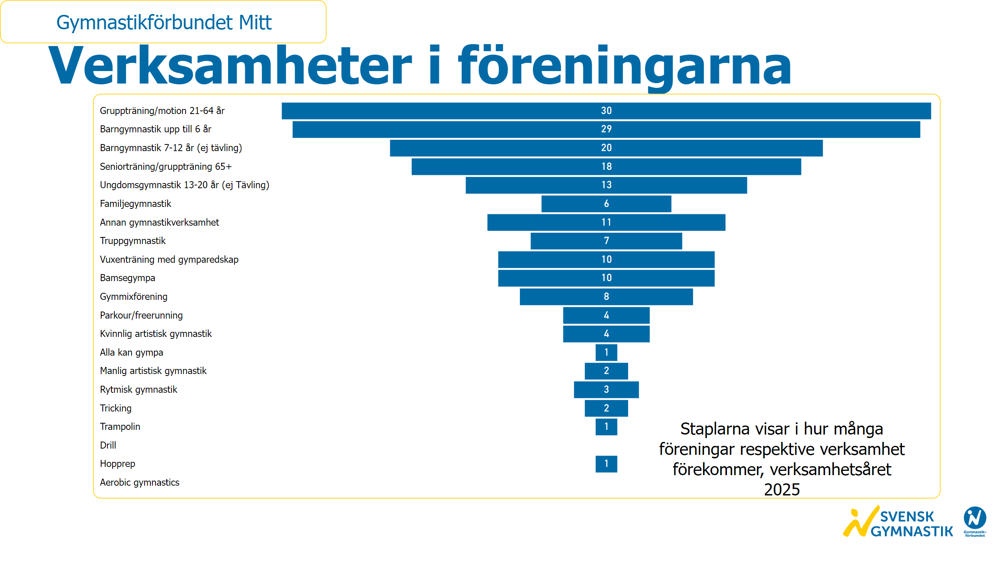 Gymnastikförbundet Mitt
Verksamheter i föreningarna
Gruppträning/motion 21-64 år 30
Barngymnastik upp till 6 år 29
Barngymnastik 7-12 år (ej tävling) 20
Seniorträning/gruppträning 65+ 18
Ungdomsgymnastik 13-20 år (ej Tävling) 13
Familjegymnastik 6
Annan gymnastikverksamhet 11
Truppgymnastik 7
Vuxenträning med gymparedskap 10
Bamsegympa 10
Gymmixförening 8
Parkour/freerunning 4
Kvinnlig artistisk gymnastik 4
Alla kan gympa 1
Manlig artistisk gymnastik 2
Rytmisk gymnastik 3
Tricking 2
Trampolin 1
Drill
Hopprep 1
Aerobic gymnastics
Staplarna visar i hur många
föreningar respektive verksamhet
förekommer, verksamhetsåret
2025
SVENSK
GYMNASTIK
Gymnastik-
förbundet